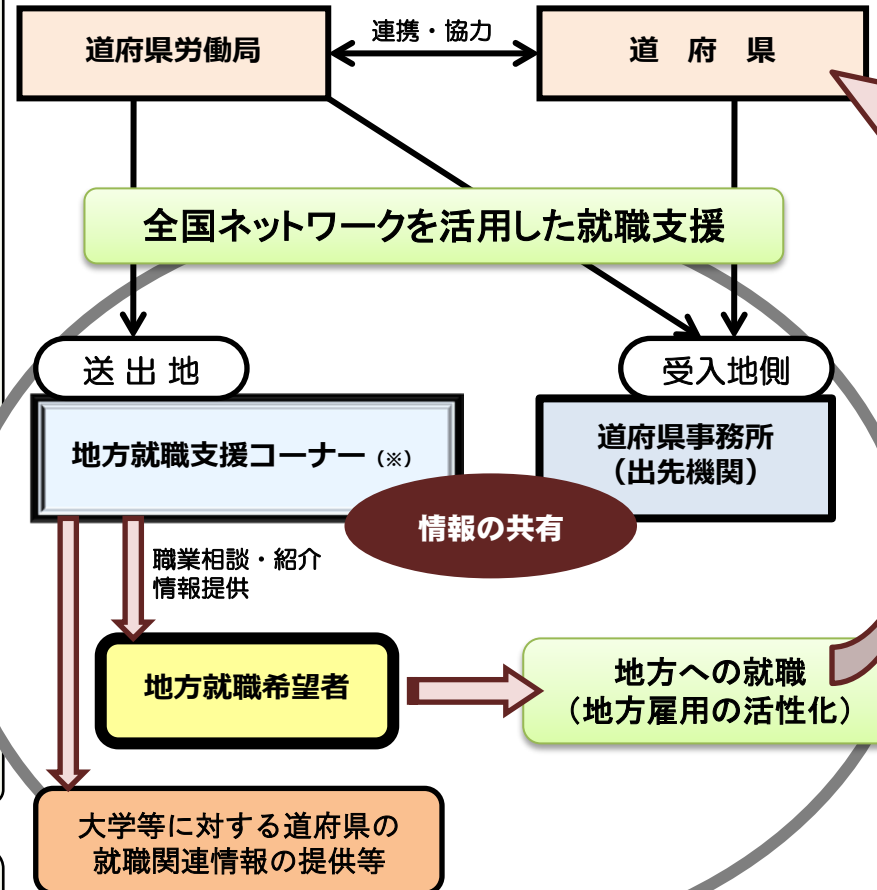 道府県労働局
連携・協力
道 府 県
全国ネットワークを活用した就職支援
送 出 地
受入地側
地方就職支援コーナー（※）
道府県事務所
（出先機関）
情報の共有
職業相談・紹介
情報提供
地方就職希望者
地方への就職
（地方雇用の活性化）
大学等に対する道府県の
就職関連情報の提供等